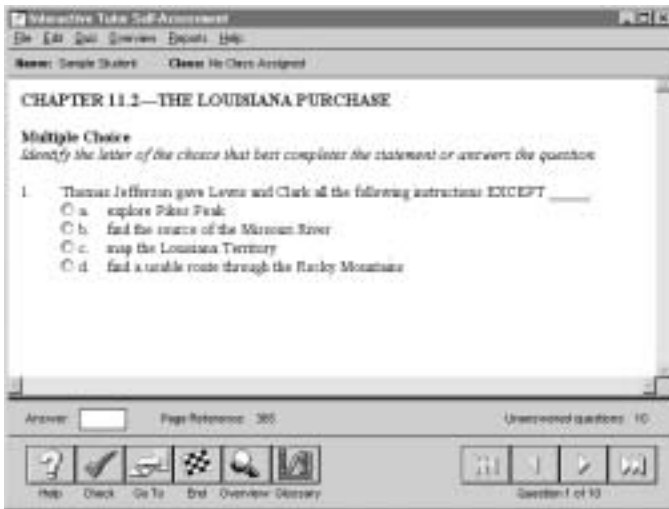 Interactive Tutor Self-Assessment
File Edit Quiz Overview Reports Help
Name: Sample Student Class: No Class Assigned
CHAPTER 11.2—THE LOUISIANA PURCHASE
Multiple Choice
Identify the letter of the choice that best completes the statement or answers the question
1. Thomas Jefferson gave Lewis and Clark all the following instructions EXCEPT _____
a. explore Pikes Peak
b. find the source of the Missouri River
c. map the Louisiana Territory
d. find a usable route through the Rocky Mountains
Answer: Page Reference: 365 Unanswered questions: 10
Help Check Go To End Overview Glossary Question 1 of 10